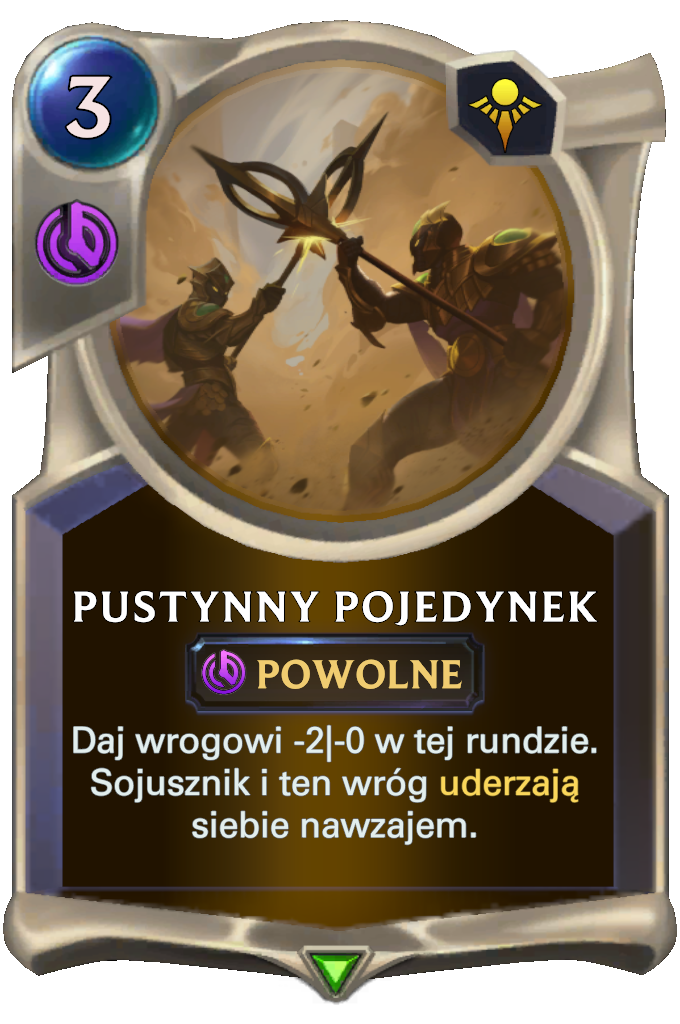 3
PUSTYNNY POJEDYNEK
POWOLNE
Daj wrogowi -2|-0 w tej rundzie.
Sojusznik i ten wróg uderzają
siebie nawzajem.